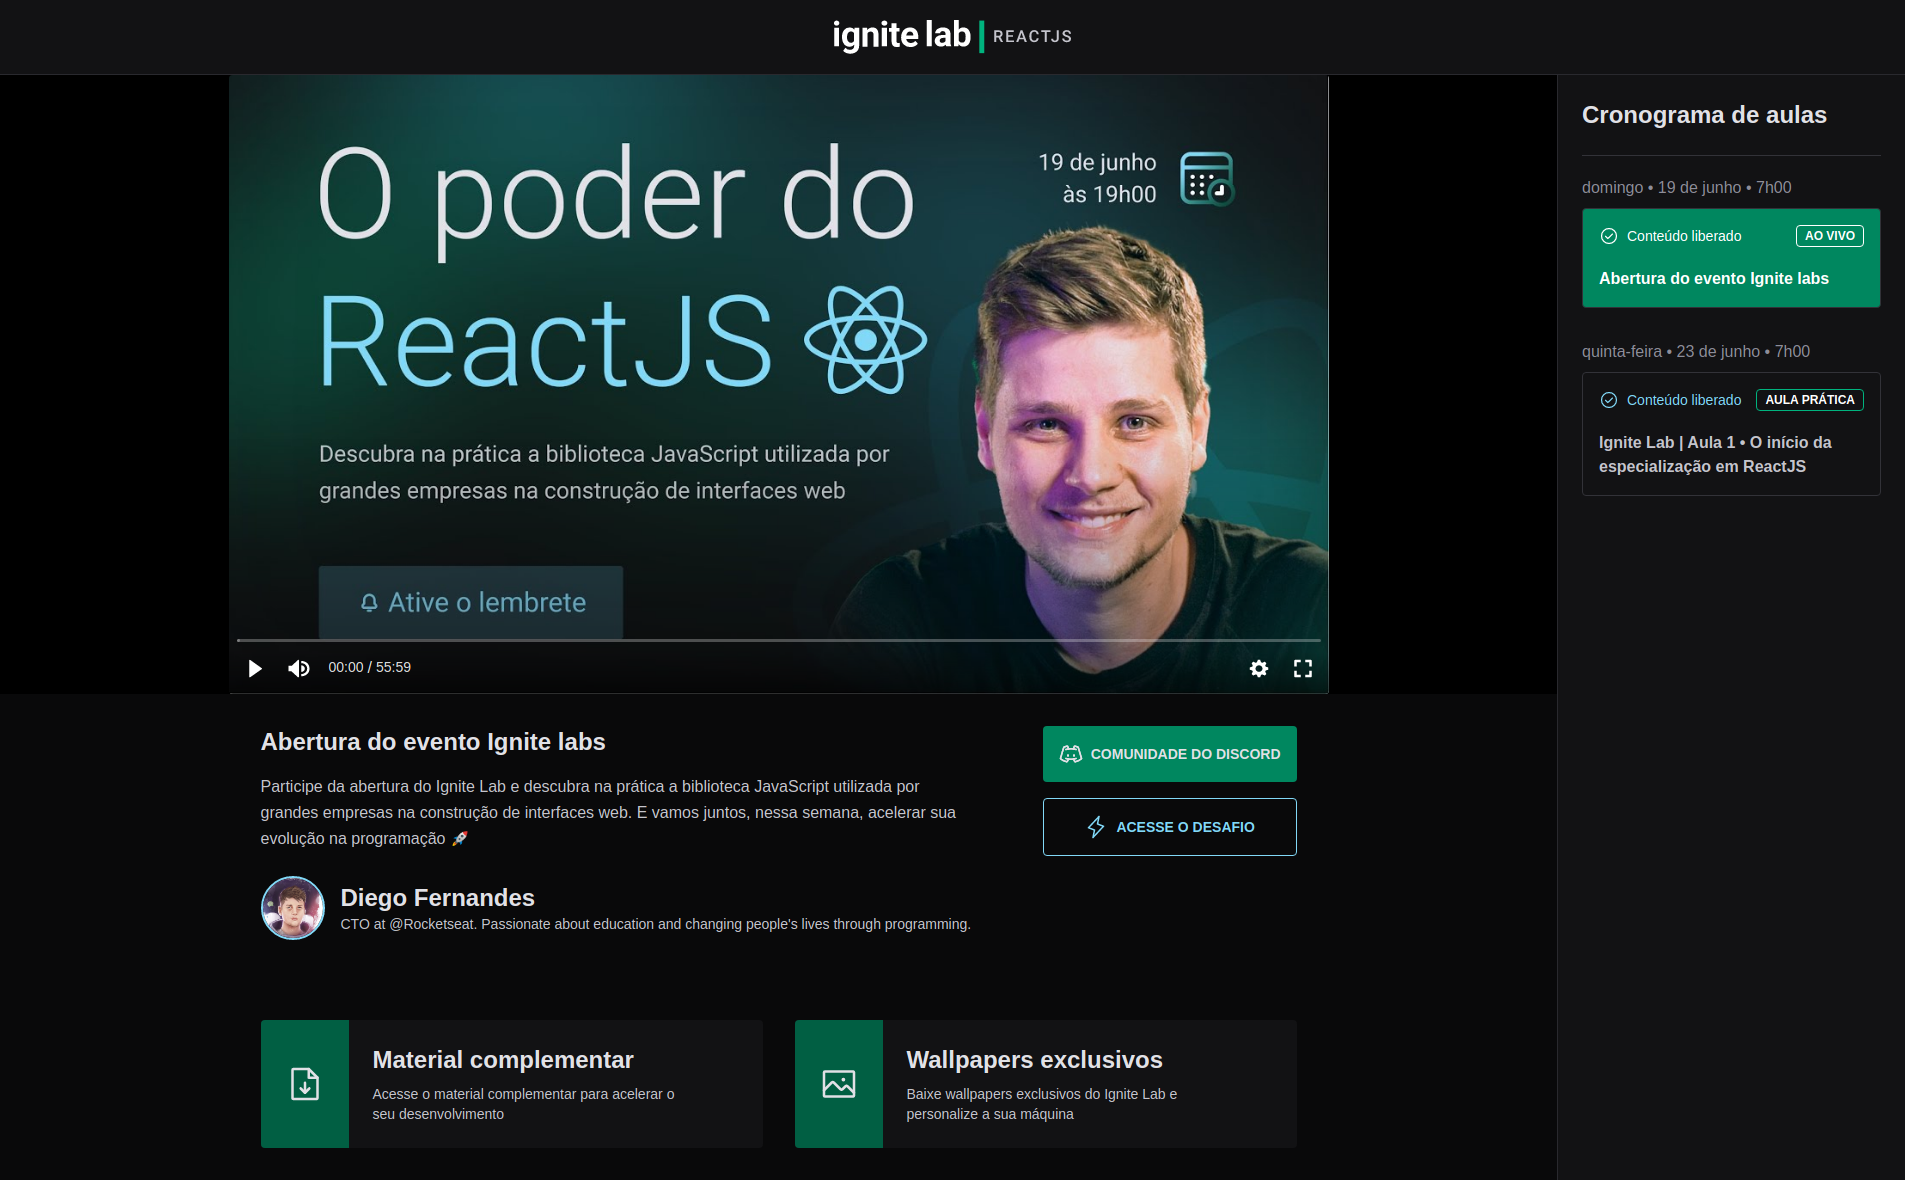 ignite lab | REACTJS
O poder do
ReactJS
19 de junho
às 19h00
Descubra na prática a biblioteca JavaScript utilizada por
grandes empresas na construção de interfaces web
Ative o lembrete
00:00 / 55:59
Abertura do evento Ignite labs
Participe da abertura do Ignite Lab e descubra na prática a biblioteca JavaScript utilizada por
grandes empresas na construção de interfaces web. E vamos juntos, nessa semana, acelerar sua
evolução na programação 🚀
Diego Fernandes
CTO at @Rocketseat. Passionate about education and changing people's lives through programming.
COMUNIDADE DO DISCORD
ACESSE O DESAFIO
Material complementar
Acesse o material complementar para acelerar o
seu desenvolvimento
Wallpapers exclusivos
Baixe wallpapers exclusivos do Ignite Lab e
personalize a sua máquina
Cronograma de aulas
domingo • 19 de junho • 7h00
Conteúdo liberado
AO VIVO
Abertura do evento Ignite labs
quinta-feira • 23 de junho • 7h00
Conteúdo liberado
AULA PRÁTICA
Ignite Lab | Aula 1 • O início da
especialização em ReactJS